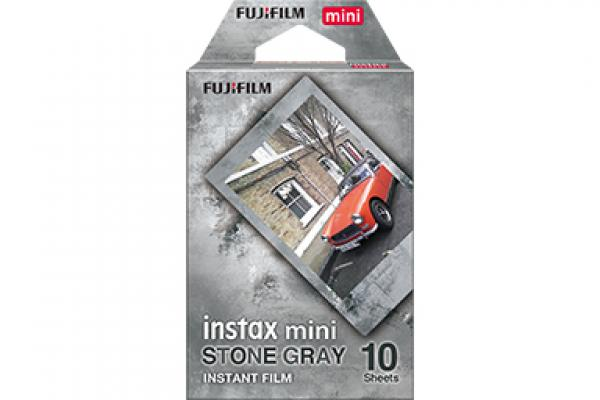 FUJIFILM mini
FUJIFILM
instax mini
STONE GRAY 10
INSTANT FILM Sheets